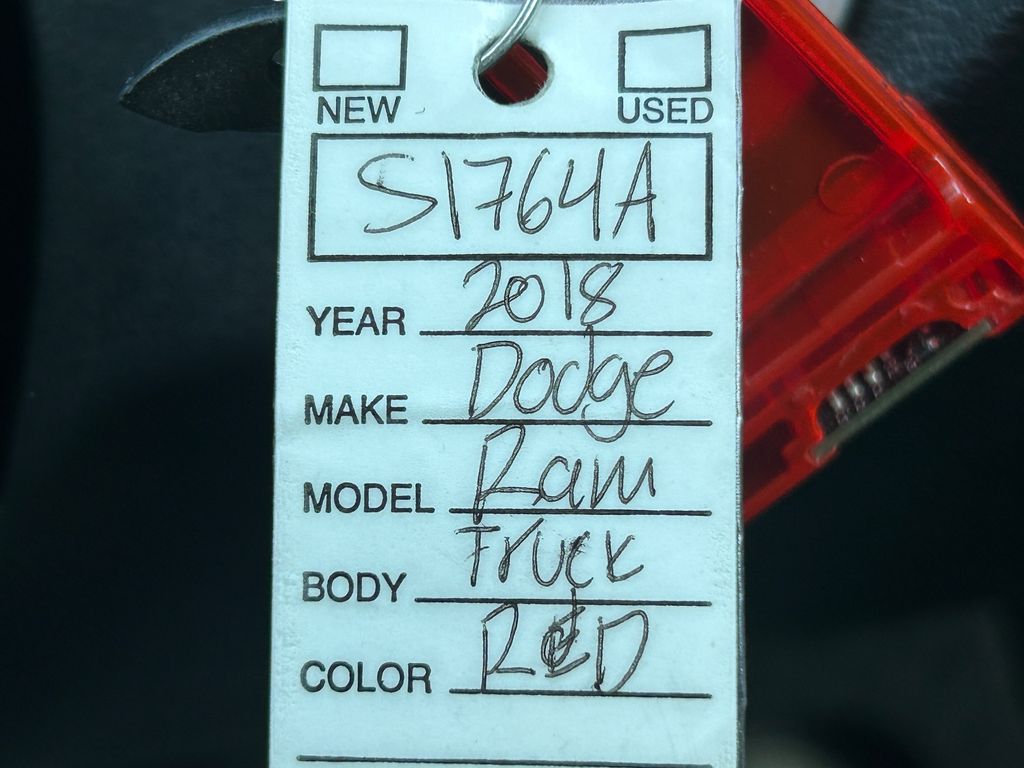 NEW USED
S1764A
YEAR 2018
MAKE Dodge
MODEL Ram
BODY Truck
COLOR RED